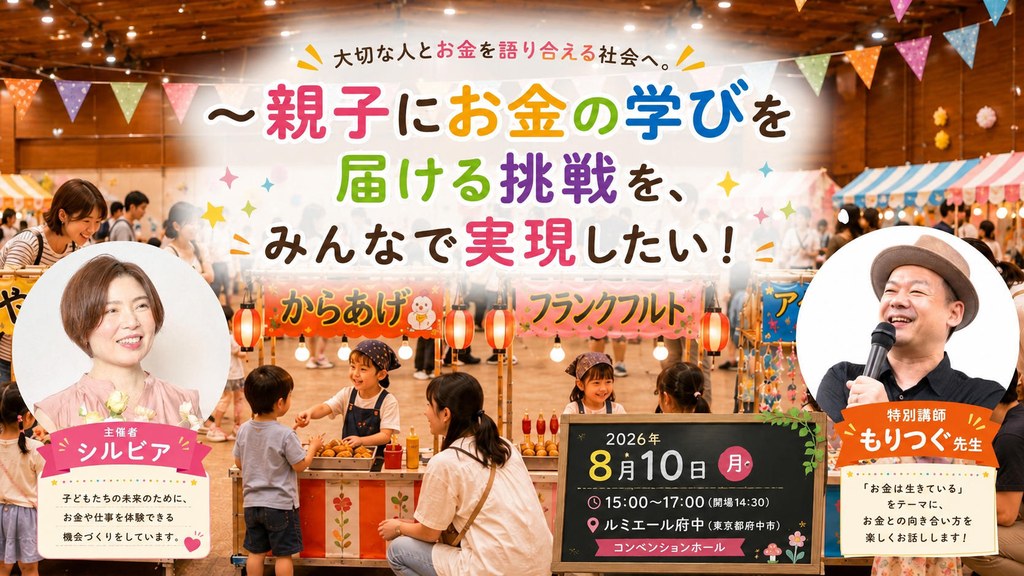 大切な人とお金を語り合える社会へ。
〜親子にお金の学びを
届ける挑戦を、
みんなで実現したい！
や
からあげ
フランクフルト
ア
主催者
シルビア
子どもたちの未来のために、
お金や仕事を体験できる
機会づくりをしています。
2026年
8月10日 月
15:00〜17:00（開場14:30）
ルミエール府中（東京都府中市）
コンベンションホール
特別講師
もりつぐ先生
「お金は生きている」
をテーマに、
お金との向き合い方を
楽しくお話しします！